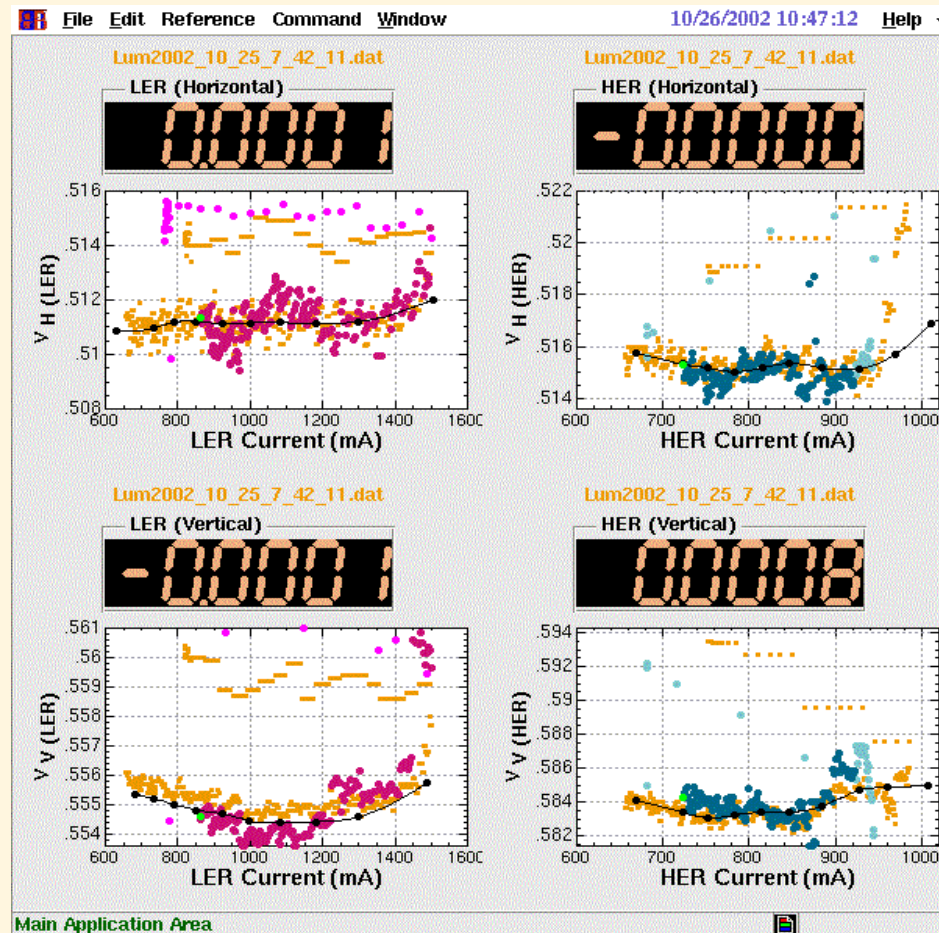 File Edit Reference Command Window 10/26/2002 10:47:12 Help
Lum2002_10_25_7_42_11.dat
LER (Horizontal)
0.0001
.516
.514
.512
.51
.508
V H (LER)
600 800 1000 1200 1400 1600
LER Current (mA)
Lum2002_10_25_7_42_11.dat
HER (Horizontal)
-0.0000
.522
.52
.518
.516
.514
V H (HER)
600 700 800 900 1000
HER Current (mA)
Lum2002_10_25_7_42_11.dat
LER (Vertical)
-0.0001
.561
.56
.559
.558
.557
.556
.555
.554
V V (LER)
600 800 1000 1200 1400 1600
LER Current (mA)
Lum2002_10_25_7_42_11.dat
HER (Vertical)
0.0008
.594
.592
.59
.588
.586
.584
.582
V V (HER)
600 700 800 900 1000
HER Current (mA)
Main Application Area